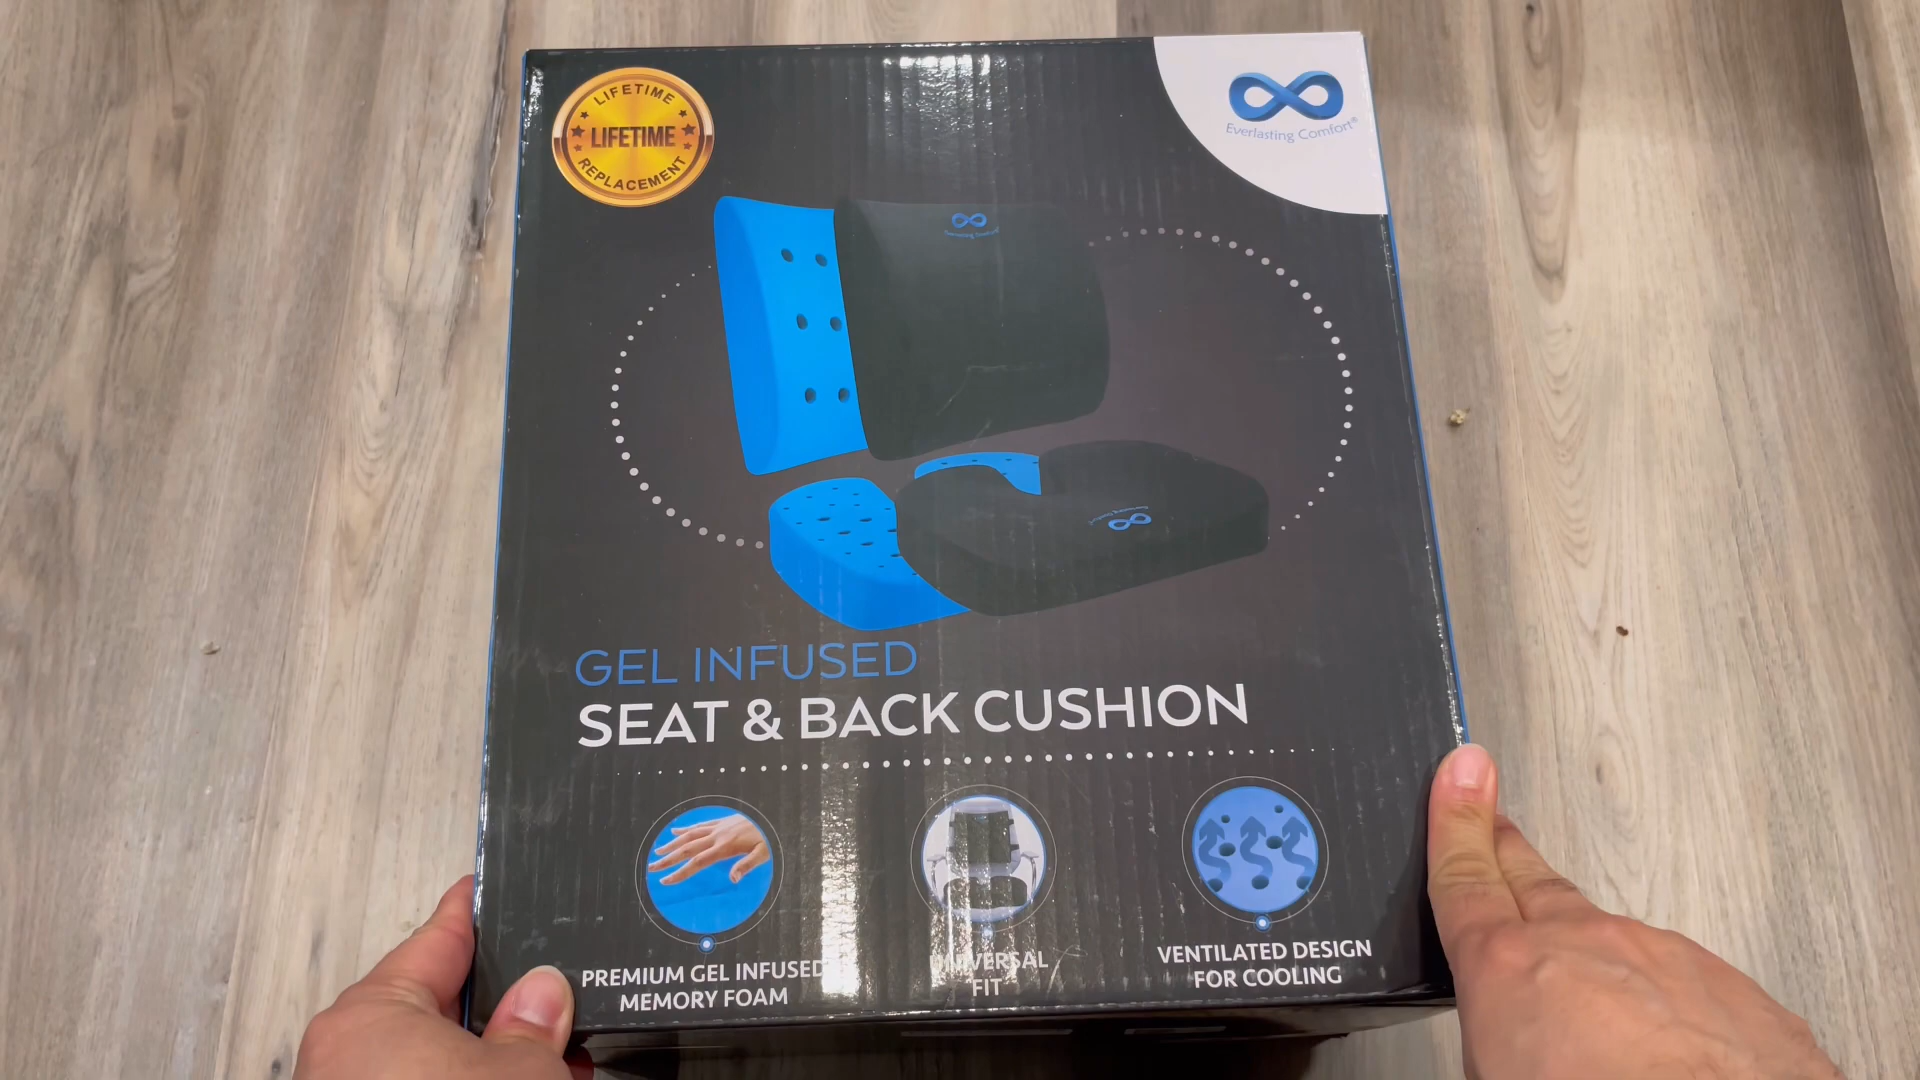 LIFETIME
LIFETIME
REPLACEMENT
Everlasting Comfort®
GEL INFUSED
SEAT & BACK CUSHION
PREMIUM GEL INFUSED
MEMORY FOAM
UNIVERSAL
FIT
VENTILATED DESIGN
FOR COOLING